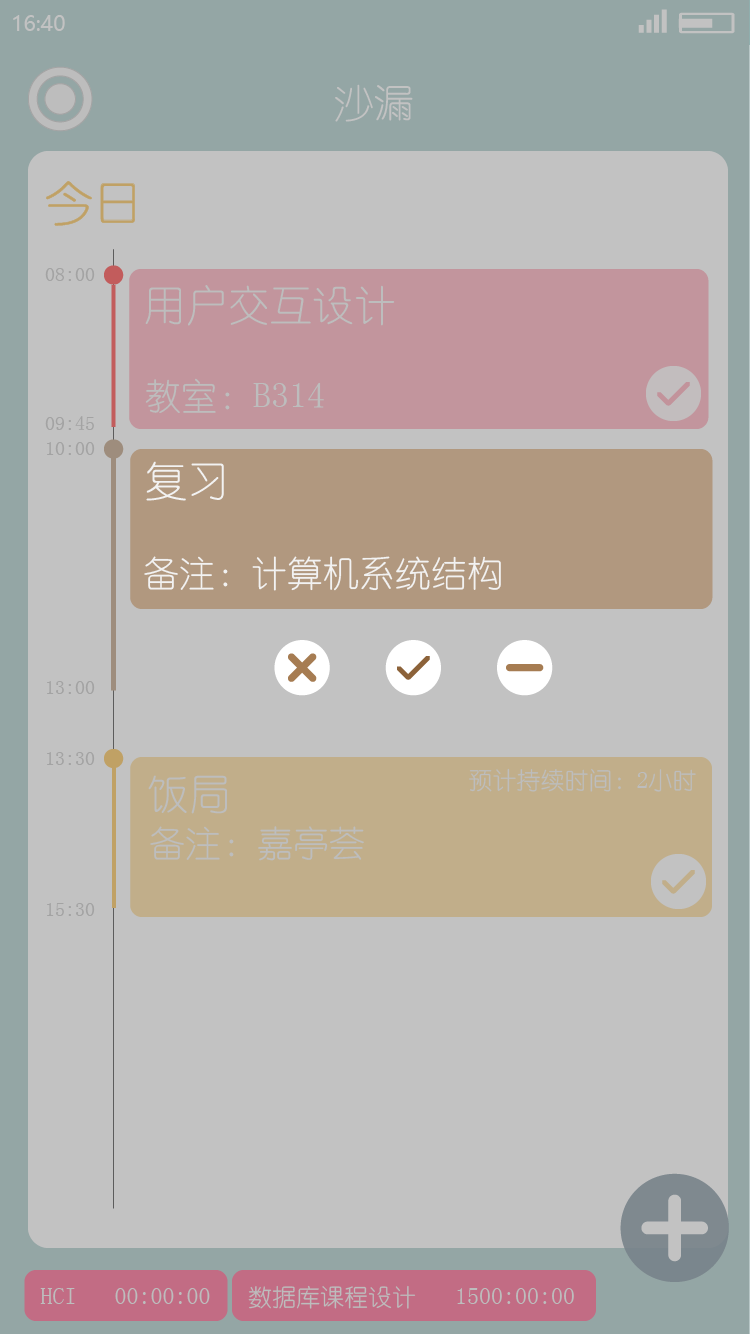 16:40
沙漏
今日
08:00
用户交互设计
教室: B314
09:45
10:00
复习
备注: 计算机系统结构
13:00
13:30
饭局
预计持续时间: 2小时
备注: 嘉亭荟
15:30
HCI 00:00:00
数据库课程设计 1500:00:00